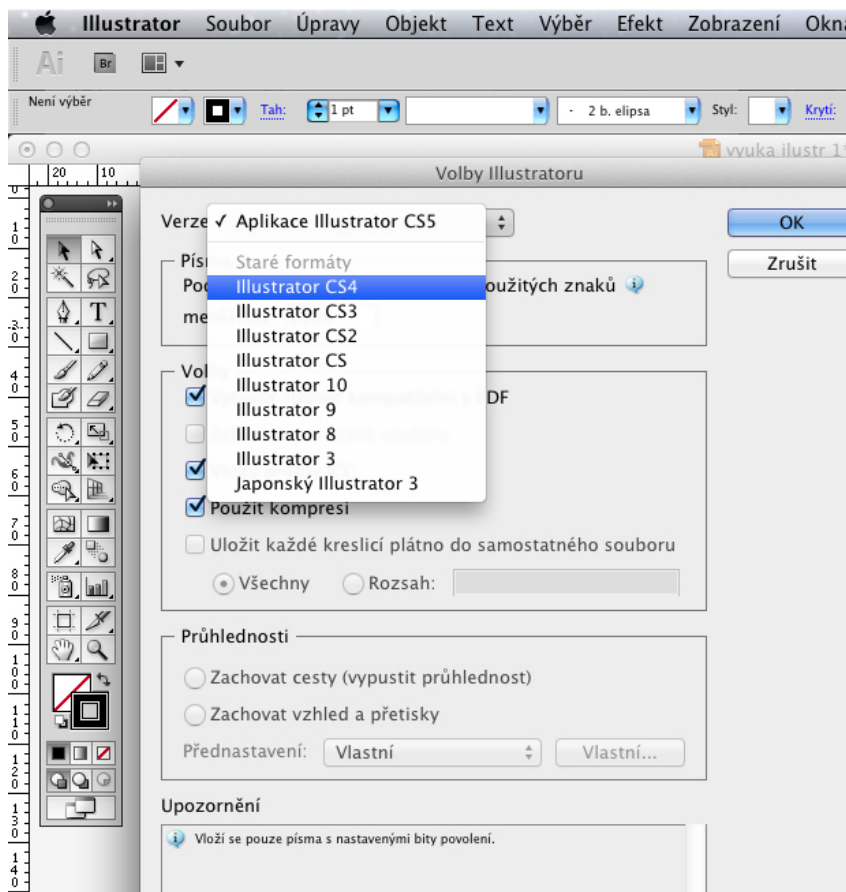 Illustrator Soubor Úpravy Objekt Text Výběr Efekt Zobrazení Okna
Ai Br
Není výběr Tah: 1 pt 2 b. elipsa Styl: Krytí:
vyuka ilustr 1
20 10
Volby Illustratoru
Verze ✓ Aplikace Illustrator CS5
OK
Staré formáty
Zrušit
Illustrator CS4
oužitých znaků
Illustrator CS3
Illustrator CS2
Illustrator CS
Illustrator 10
DF
Illustrator 9
Illustrator 8
Illustrator 3
Japonský Illustrator 3
Použít kompresi
Uložit každé kreslicí plátno do samostatného souboru
Všechny Rozsah:
Průhlednosti
Zachovat cesty (vypustit průhlednost)
Zachovat vzhled a přetisky
Přednastavení: Vlastní Vlastní...
Upozornění
Vloží se pouze písma s nastavenými bity povolení.